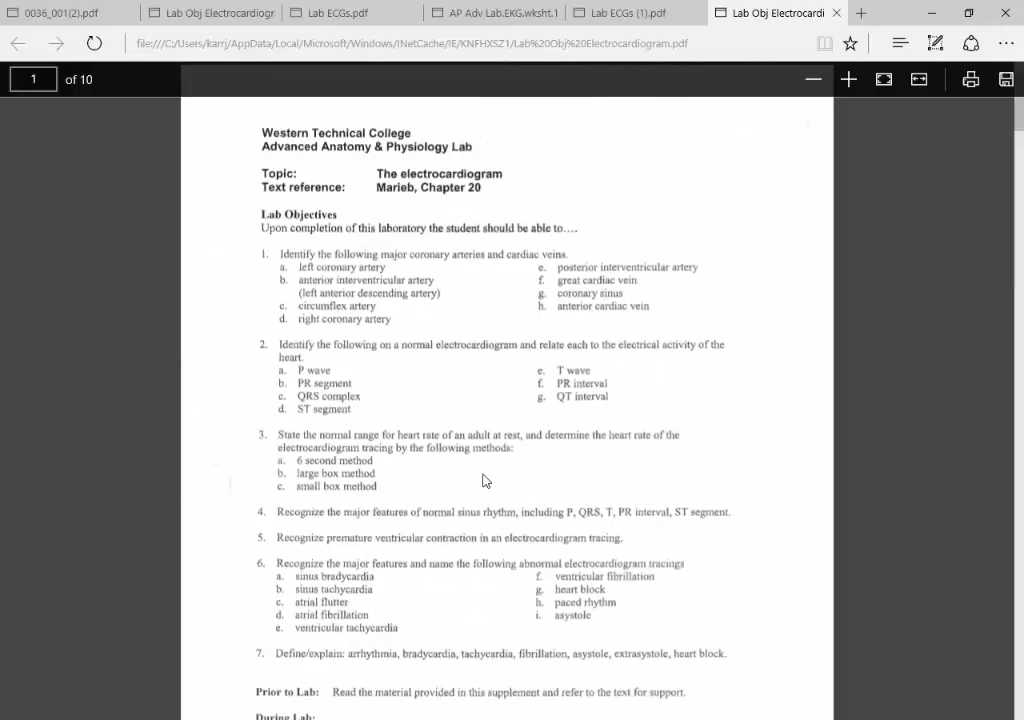 0036_001(2).pdf
Lab Obj Electrocardiogr
Lab ECGs.pdf
AP Adv Lab.EKG.wksht.1
Lab ECGs (1).pdf
Lab Obj Electrocardi
file:///C:/Users/karrj/AppData/Local/Microsoft/Windows/INetCache/IE/KNFHXSZ1/Lab%20Obj%20Electrocardiogram.pdf
1 of 10
Western Technical College
Advanced Anatomy & Physiology Lab
Topic: The electrocardiogram
Text reference: Marieb, Chapter 20
Lab Objectives
Upon completion of this laboratory the student should be able to….
1. Identify the following major coronary arteries and cardiac veins.
a. left coronary artery
b. anterior interventricular artery
(left anterior descending artery)
c. circumflex artery
d. right coronary artery
e. posterior interventricular artery
f. great cardiac vein
g. coronary sinus
h. anterior cardiac vein
2. Identify the following on a normal electrocardiogram and relate each to the electrical activity of the
heart.
a. P wave
b. PR segment
c. QRS complex
d. ST segment
e. T wave
f. PR interval
g. QT interval
3. State the normal range for heart rate of an adult at rest, and determine the heart rate of the
electrocardiogram tracing by the following methods:
a. 6 second method
b. large box method
c. small box method
4. Recognize the major features of normal sinus rhythm, including P, QRS, T, PR interval, ST segment.
5. Recognize premature ventricular contraction in an electrocardiogram tracing.
6. Recognize the major features and name the following abnormal electrocardiogram tracings
a. sinus bradycardia
b. sinus tachycardia
c. atrial flutter
d. atrial fibrillation
e. ventricular tachycardia
f. ventricular fibrillation
g. heart block
h. paced rhythm
i. asystole
7. Define/explain: arrhythmia, bradycardia, tachycardia, fibrillation, asystole, extrasystole, heart block.
Prior to Lab: Read the material provided in this supplement and refer to the text for support.
During Lab: